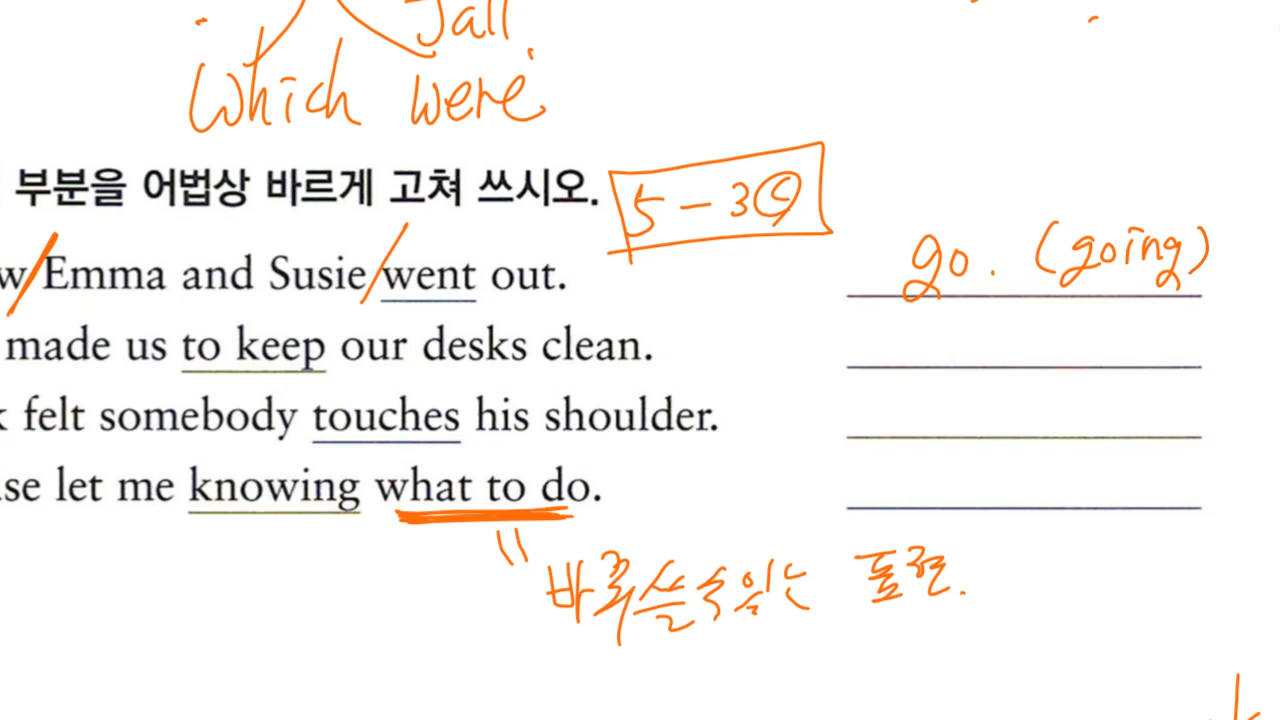 fall
which were
부분을 어법상 바르게 고쳐 쓰시오. 5-3
w Emma and Susie went out. go. (going)
made us to keep our desks clean.
k felt somebody touches his shoulder.
se let me knowing what to do.
바꿔쓸수있는 표현.